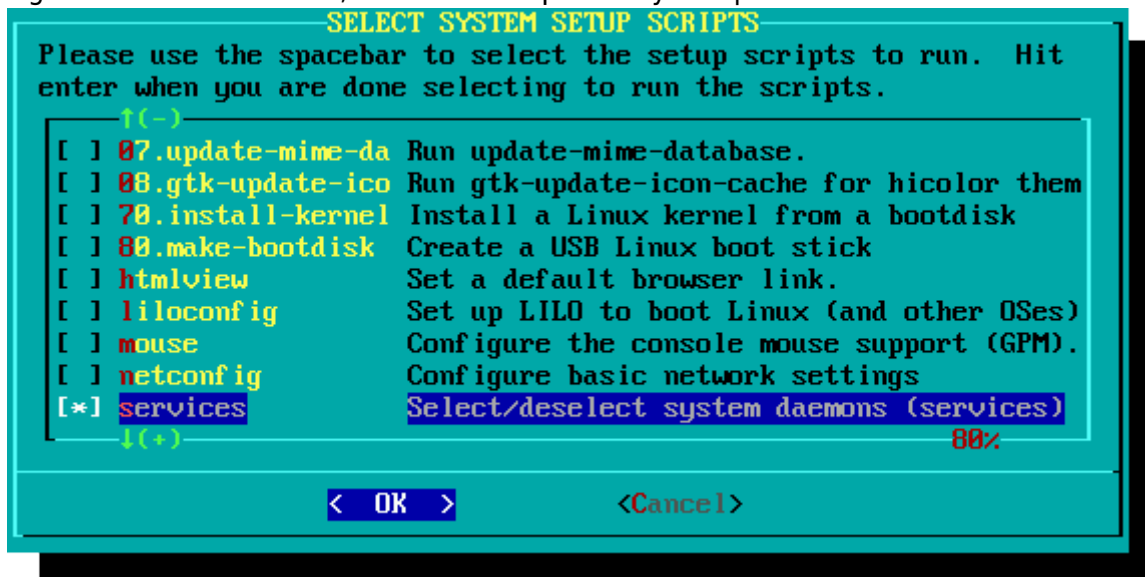 SELECT SYSTEM SETUP SCRIPTS
Please use the spacebar to select the setup scripts to run.  Hit
enter when you are done selecting to run the scripts.
↑(-)
[ ] 07.update-mime-da Run update-mime-database.
[ ] 08.gtk-update-ico Run gtk-update-icon-cache for hicolor them
[ ] 70.install-kernel Install a Linux kernel from a bootdisk
[ ] 80.make-bootdisk Create a USB Linux boot stick
[ ] htmlview Set a default browser link.
[ ] liloconfig Set up LILO to boot Linux (and other OSes)
[ ] mouse Configure the console mouse support (GPM).
[ ] netconfig Configure basic network settings
[*] services Select/deselect system daemons (services)
↓(+) 80%
< OK > <Cancel>